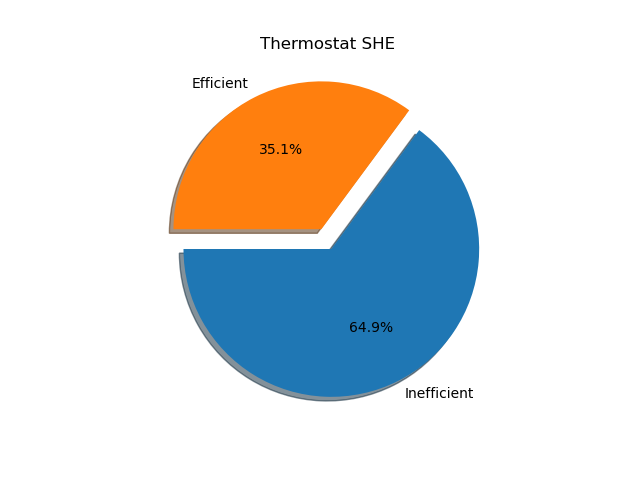 Thermostat SHE
Efficient
35.1%
64.9%
Inefficient